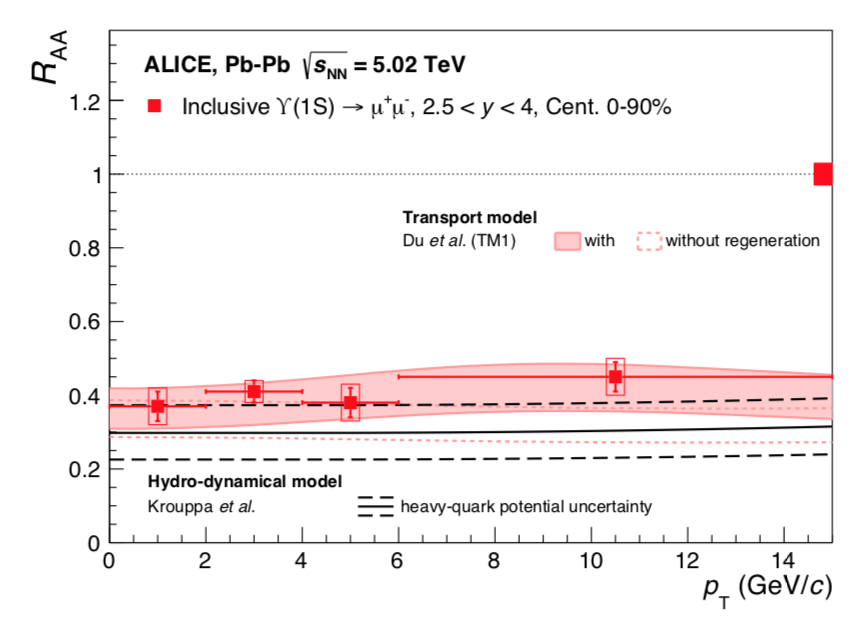 R_AA
ALICE, Pb-Pb √s_NN = 5.02 TeV
Inclusive ϒ(1S) → μ⁺μ⁻, 2.5 < y < 4, Cent. 0-90%
1.2
1
0.8
0.6
0.4
0.2
0
Transport model
Du et al. (TM1) with without regeneration
Hydro-dynamical model
Krouppa et al. heavy-quark potential uncertainty
0 2 4 6 8 10 12 14
p_T (GeV/c)